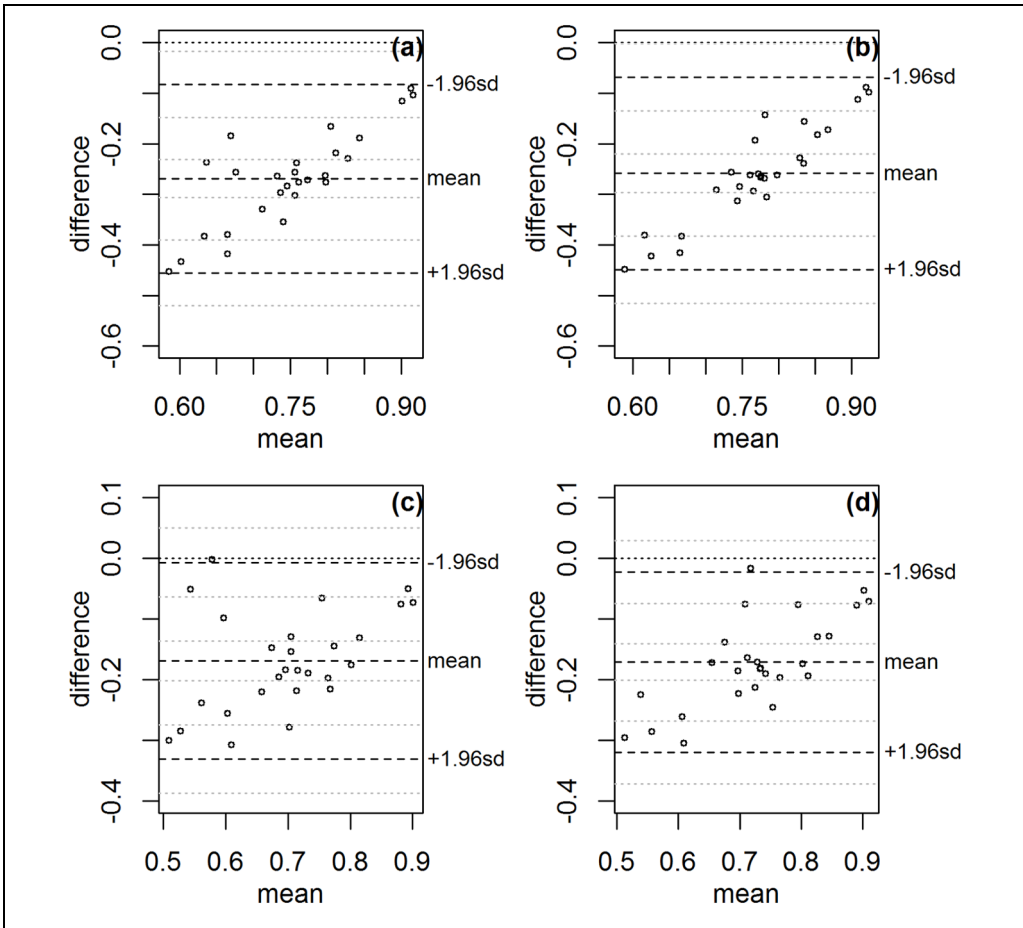 (a)
0.0
-0.2
-0.4
-0.6
difference
-1.96sd
mean
+1.96sd
0.60 0.75 0.90
mean
(b)
0.0
-0.2
-0.4
-0.6
difference
-1.96sd
mean
+1.96sd
0.60 0.75 0.90
mean
(c)
0.1
0.0
-0.2
-0.4
difference
-1.96sd
mean
+1.96sd
0.5 0.6 0.7 0.8 0.9
mean
(d)
0.1
0.0
-0.2
-0.4
difference
-1.96sd
mean
+1.96sd
0.5 0.6 0.7 0.8 0.9
mean